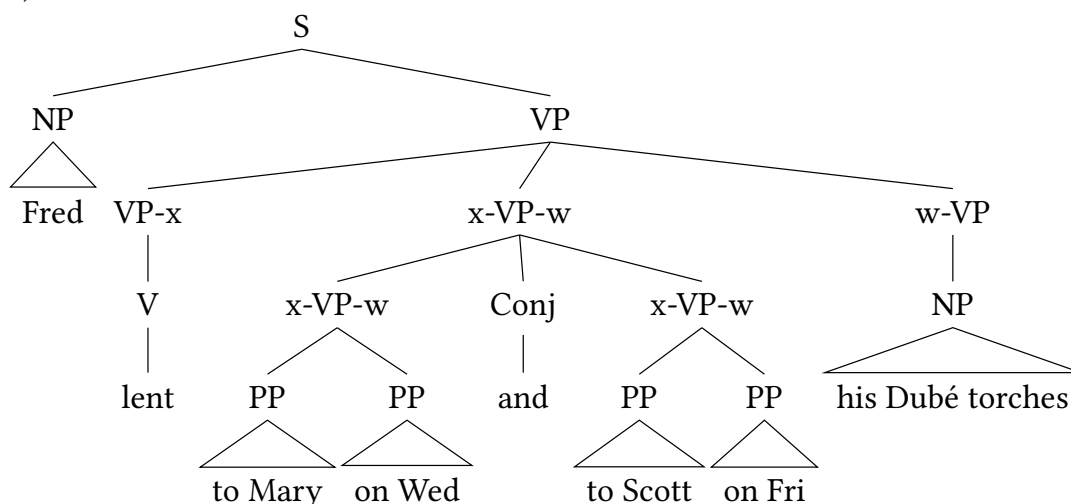 S
NP VP
Fred VP-x x-VP-w w-VP
V x-VP-w Conj x-VP-w NP
lent PP PP and PP PP his Dubé torches
to Mary on Wed to Scott on Fri